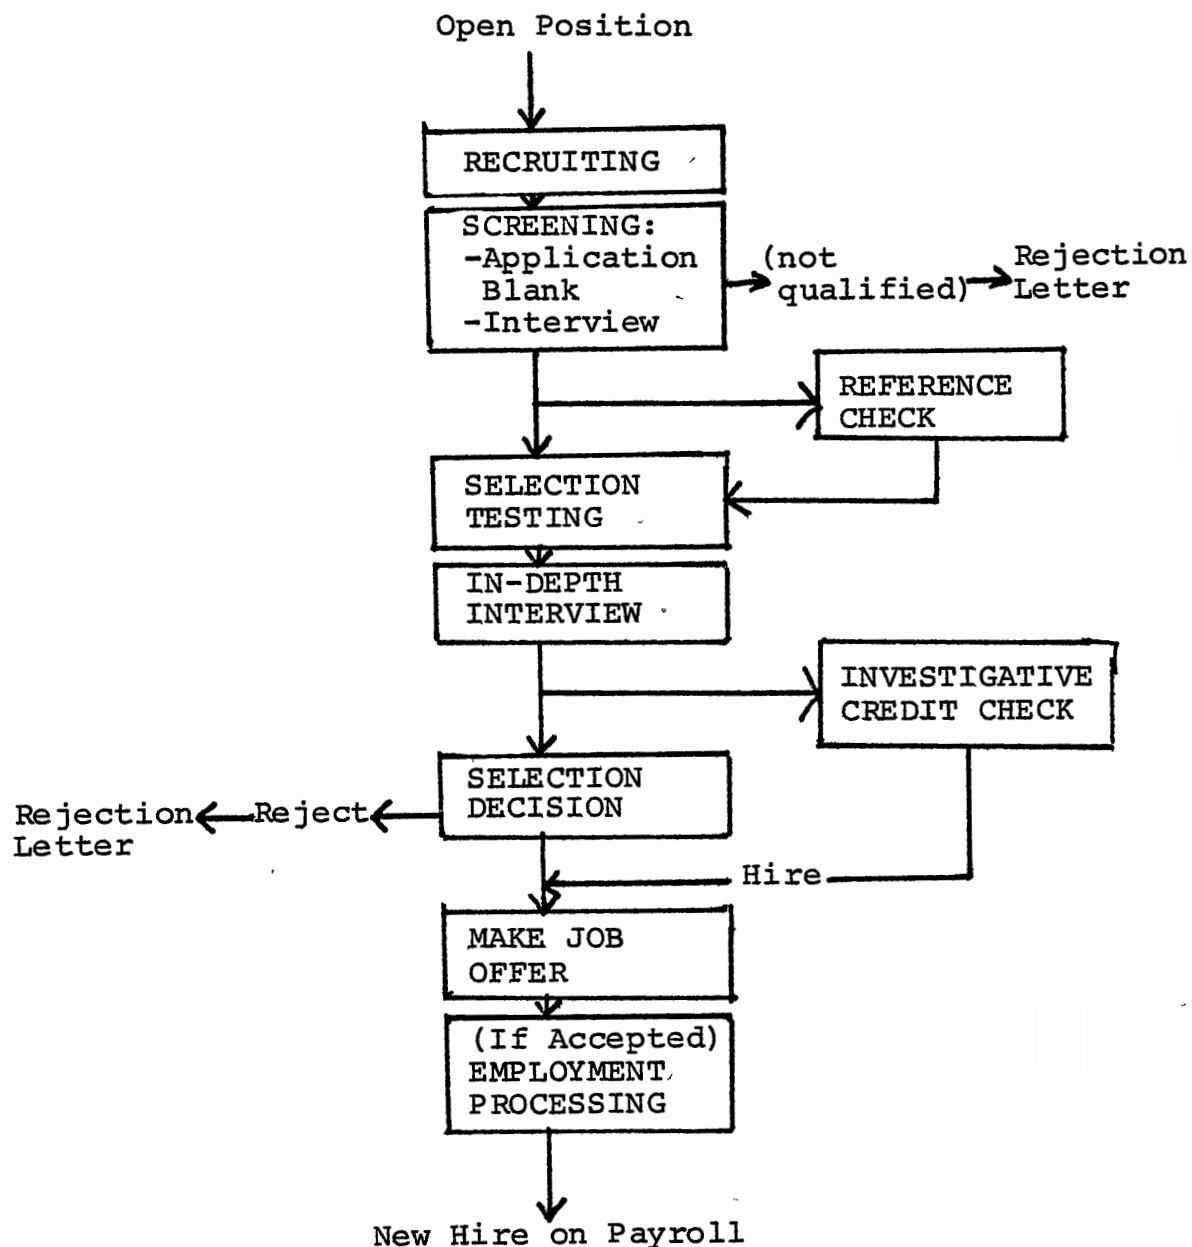 Open Position
RECRUITING
SCREENING:
-Application
Blank
-Interview
(not
qualified)
Rejection
Letter
REFERENCE
CHECK
SELECTION
TESTING
IN-DEPTH
INTERVIEW
INVESTIGATIVE
CREDIT CHECK
SELECTION
DECISION
Reject
Rejection
Letter
Hire
MAKE JOB
OFFER
(If Accepted)
EMPLOYMENT
PROCESSING
New Hire on Payroll